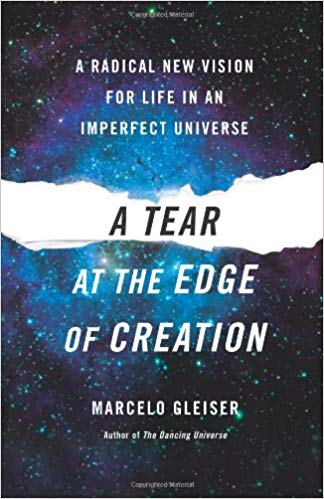 A RADICAL NEW VISION
FOR LIFE IN AN
IMPERFECT UNIVERSE
A TEAR
AT THE EDGE
OF CREATION
MARCELO GLEISER
Author of The Dancing Universe